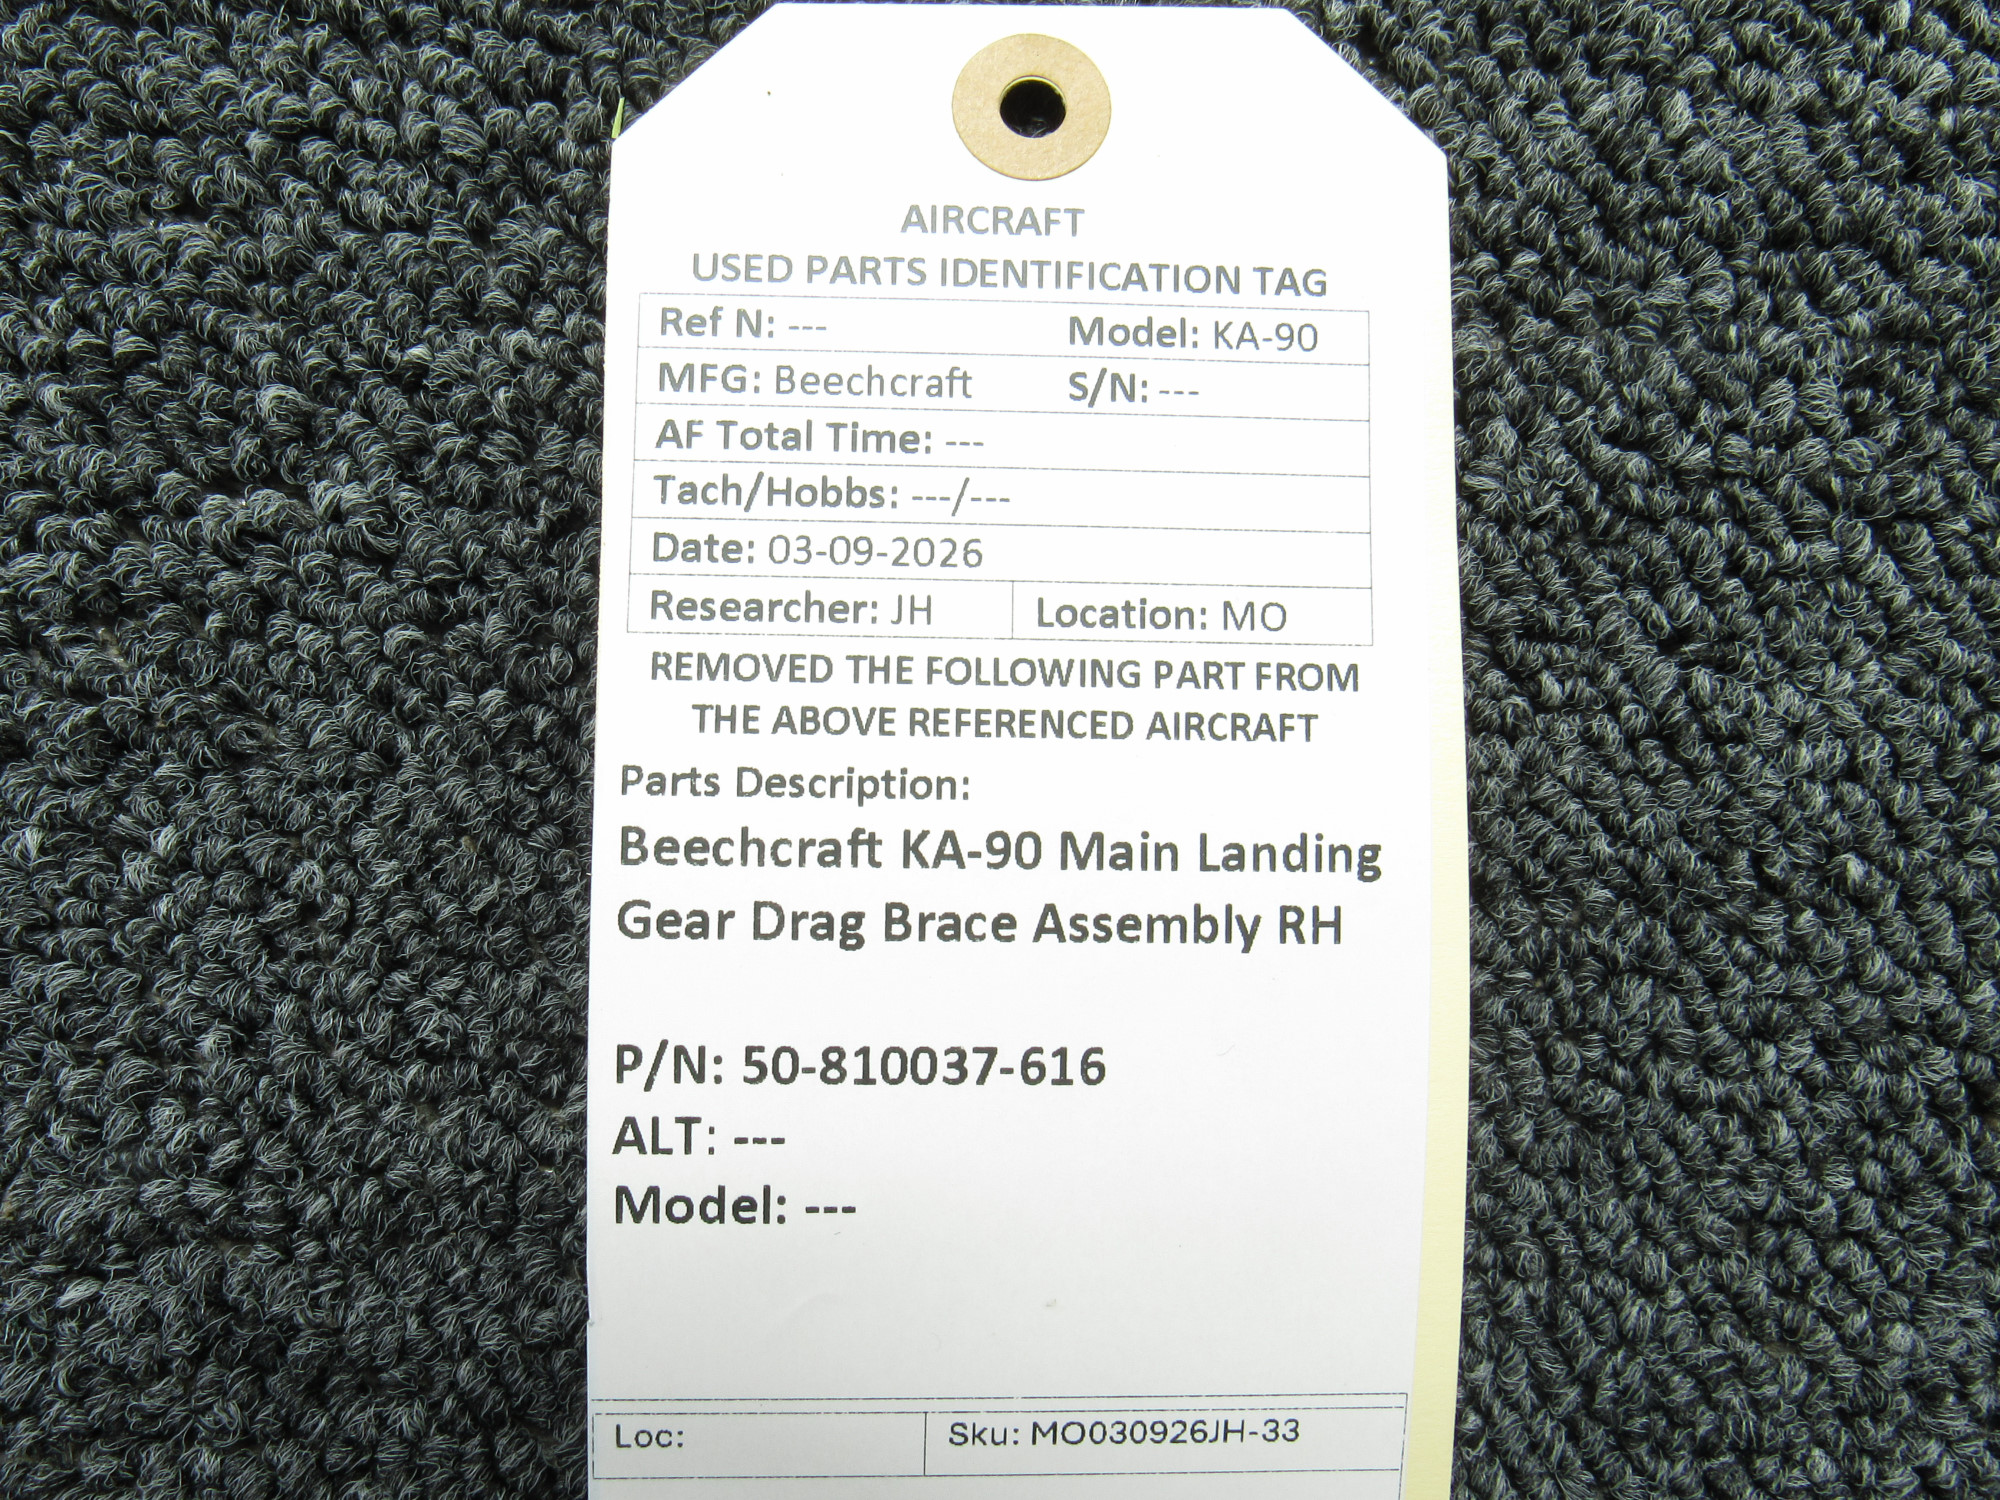 AIRCRAFT
USED PARTS IDENTIFICATION TAG
Ref N: --- Model: KA-90
MFG: Beechcraft S/N: ---
AF Total Time: ---
Tach/Hobbs: ---/---
Date: 03-09-2026
Researcher: JH Location: MO
REMOVED THE FOLLOWING PART FROM
THE ABOVE REFERENCED AIRCRAFT
Parts Description:
Beechcraft KA-90 Main Landing
Gear Drag Brace Assembly RH
P/N: 50-810037-616
ALT: ---
Model: ---
Loc: Sku: MO030926JH-33